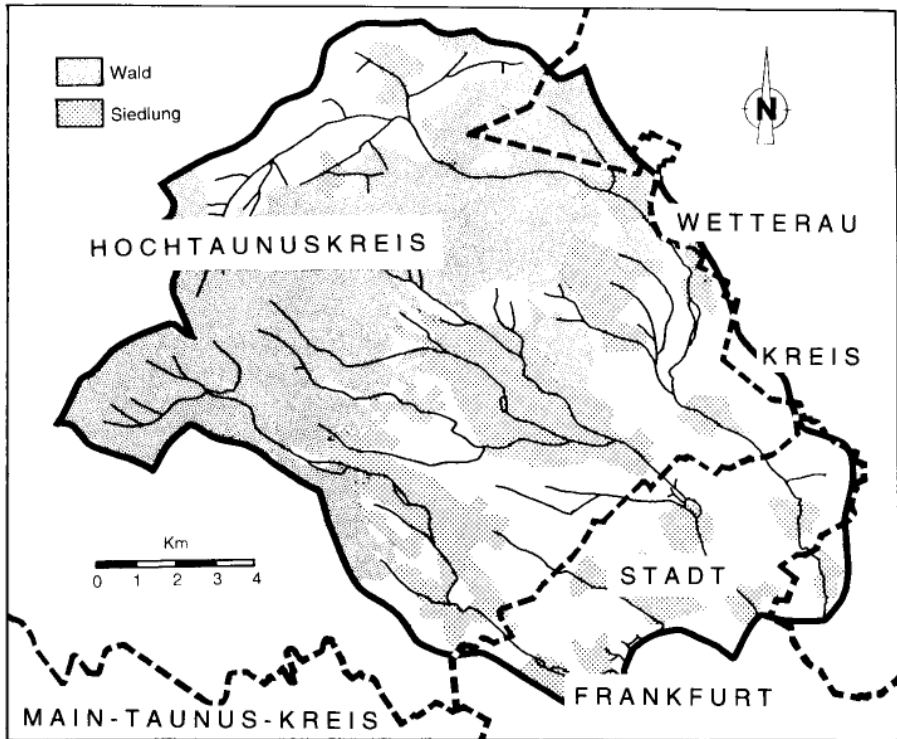 Wald
Siedlung
N
WETTERAU
HOCHTAUNUSKREIS
KREIS
Km
0 1 2 3 4
STADT
FRANKFURT
MAIN-TAUNUS-KREIS